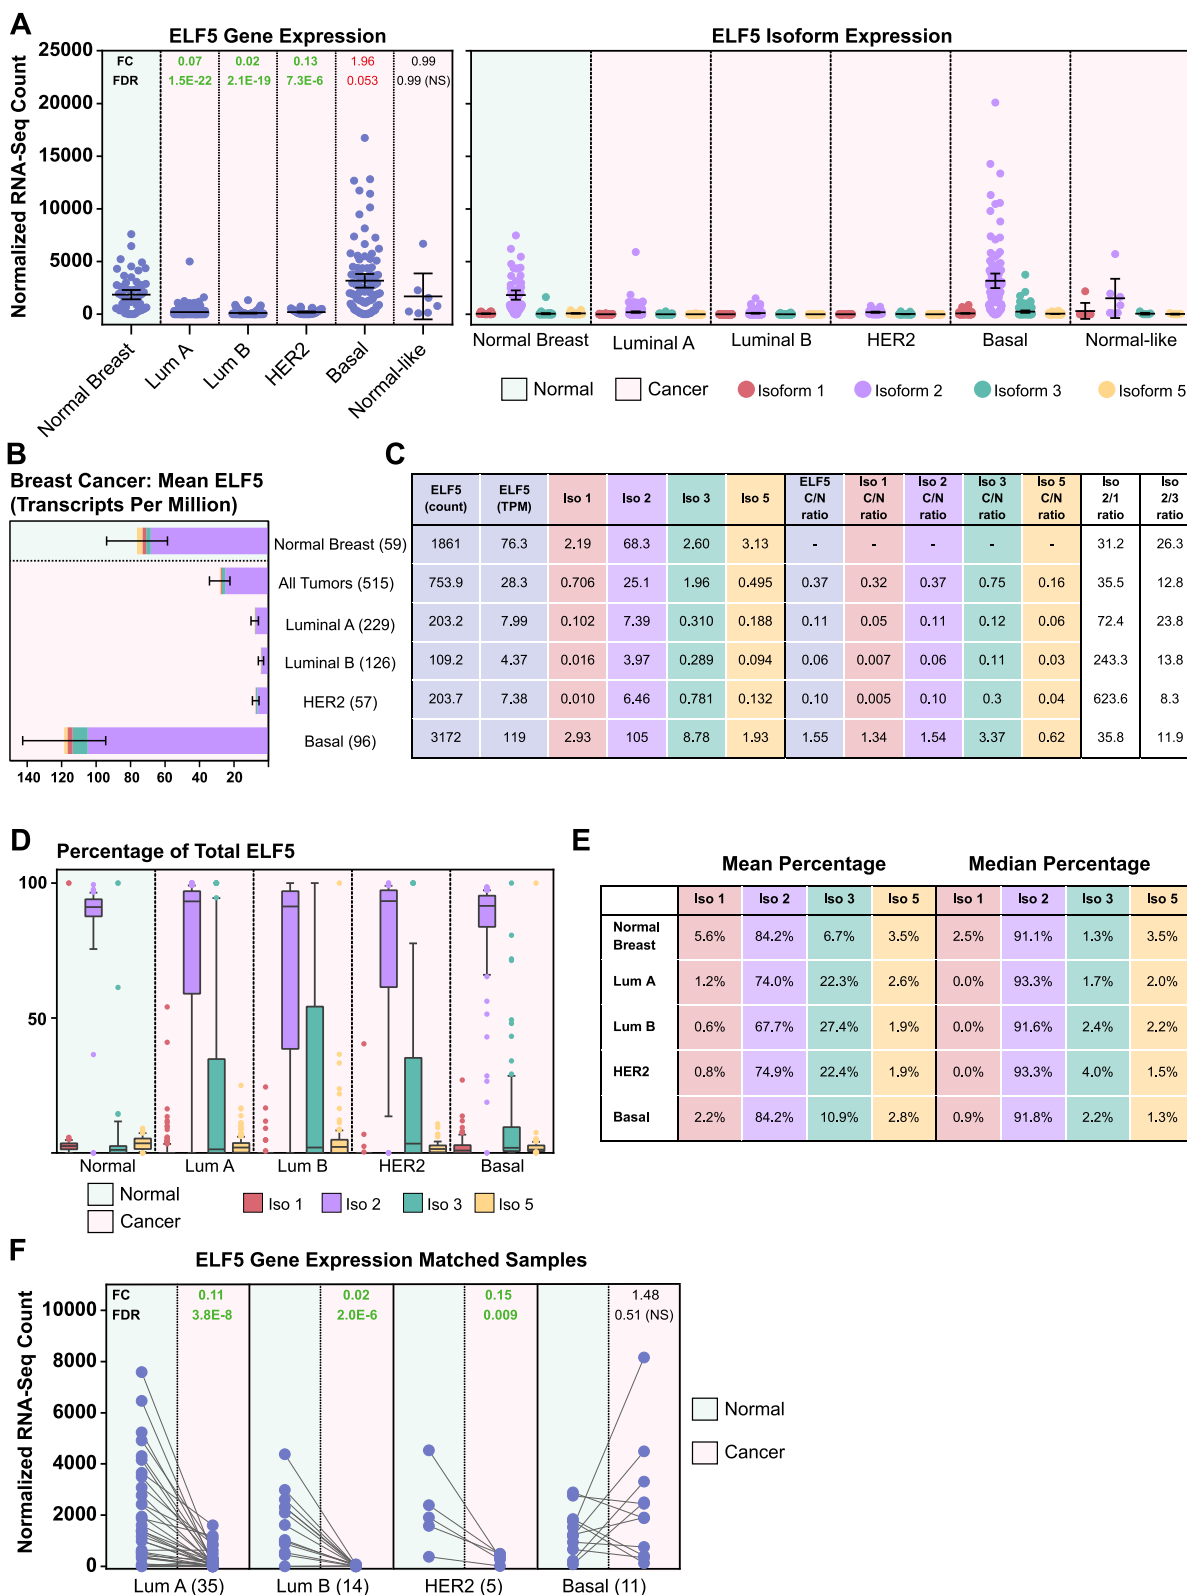 A
ELF5 Gene Expression
ELF5 Isoform Expression
Normalized RNA-Seq Count
25000
20000
15000
10000
5000
0
FC 0.07 0.02 0.13 1.96 0.99
FDR 1.5E-22 2.1E-19 7.3E-6 0.053 0.99 (NS)
Normal Breast
Lum A
Lum B
HER2
Basal
Normal-like
Normal Breast Luminal A Luminal B HER2 Basal Normal-like
Normal Cancer Isoform 1 Isoform 2 Isoform 3 Isoform 5
B
Breast Cancer: Mean ELF5
(Transcripts Per Million)
Normal Breast (59)
All Tumors (515)
Luminal A (229)
Luminal B (126)
HER2 (57)
Basal (96)
140 120 100 80 60 40 20
C
ELF5 (count) ELF5 (TPM) Iso 1 Iso 2 Iso 3 Iso 5 ELF5 C/N ratio Iso 1 C/N ratio Iso 2 C/N ratio Iso 3 C/N ratio Iso 5 C/N ratio Iso 2/1 ratio Iso 2/3 ratio
1861 76.3 2.19 68.3 2.60 3.13 - - - - - 31.2 26.3
753.9 28.3 0.706 25.1 1.96 0.495 0.37 0.32 0.37 0.75 0.16 35.5 12.8
203.2 7.99 0.102 7.39 0.310 0.188 0.11 0.05 0.11 0.12 0.06 72.4 23.8
109.2 4.37 0.016 3.97 0.289 0.094 0.06 0.007 0.06 0.11 0.03 243.3 13.8
203.7 7.38 0.010 6.46 0.781 0.132 0.10 0.005 0.10 0.3 0.04 623.6 8.3
3172 119 2.93 105 8.78 1.93 1.55 1.34 1.54 3.37 0.62 35.8 11.9
D
Percentage of Total ELF5
100
50
Normal Lum A Lum B HER2 Basal
Normal
Cancer
Iso 1 Iso 2 Iso 3 Iso 5
E
Mean Percentage Median Percentage
Iso 1 Iso 2 Iso 3 Iso 5 Iso 1 Iso 2 Iso 3 Iso 5
Normal Breast 5.6% 84.2% 6.7% 3.5% 2.5% 91.1% 1.3% 3.5%
Lum A 1.2% 74.0% 22.3% 2.6% 0.0% 93.3% 1.7% 2.0%
Lum B 0.6% 67.7% 27.4% 1.9% 0.0% 91.6% 2.4% 2.2%
HER2 0.8% 74.9% 22.4% 1.9% 0.0% 93.3% 4.0% 1.5%
Basal 2.2% 84.2% 10.9% 2.8% 0.9% 91.8% 2.2% 1.3%
F
ELF5 Gene Expression Matched Samples
Normalized RNA-Seq Count
10000
8000
6000
4000
2000
0
FC 0.11 0.02 0.15 1.48
FDR 3.8E-8 2.0E-6 0.009 0.51 (NS)
Lum A (35) Lum B (14) HER2 (5) Basal (11)
Normal
Cancer